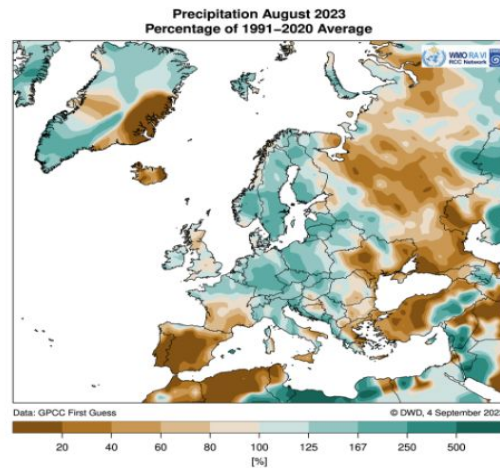 Precipitation August 2023
Percentage of 1991–2020 Average
WMO RA VI
RCC Network
Data: GPCC First Guess
© DWD, 4 September 202
20 40 60 80 100 125 167 250 500
[%]